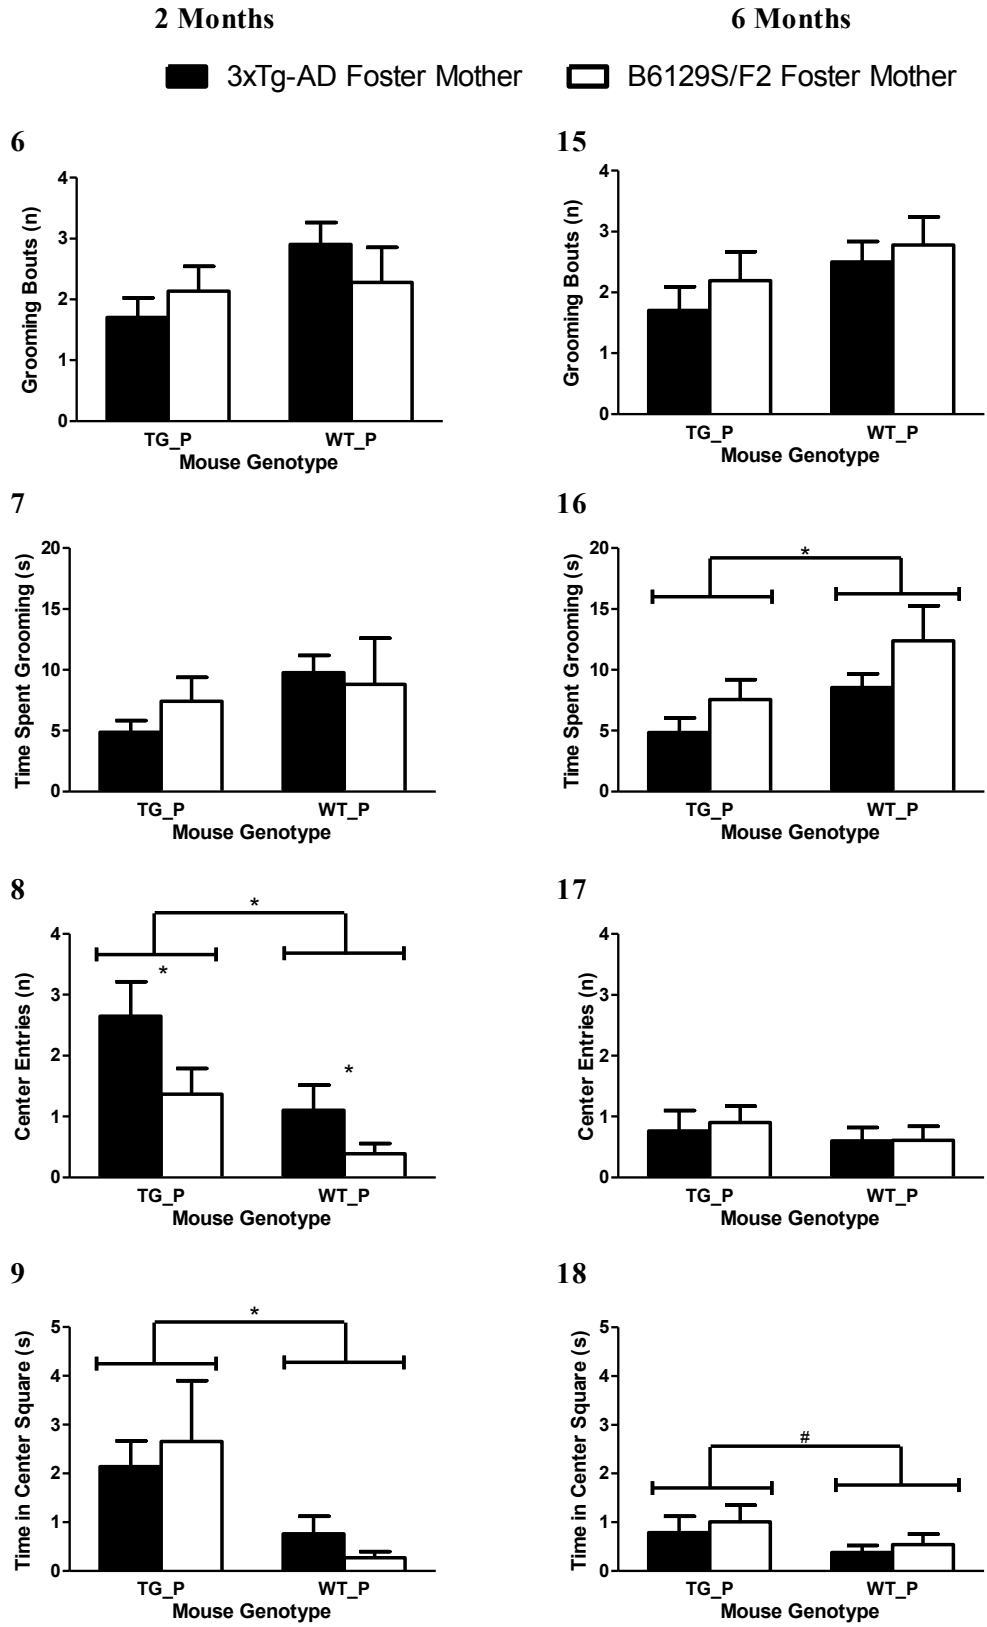 2 Months 6 Months
3xTg-AD Foster Mother B6129S/F2 Foster Mother
6
4
3
2
1
0
Grooming Bouts (n)
TG_P WT_P
Mouse Genotype
15
4
3
2
1
0
Grooming Bouts (n)
TG_P WT_P
Mouse Genotype
7
20
15
10
5
0
Time Spent Grooming (s)
TG_P WT_P
Mouse Genotype
16
*
20
15
10
5
0
Time Spent Grooming (s)
TG_P WT_P
Mouse Genotype
8
*
*
*
4
3
2
1
0
Center Entries (n)
TG_P WT_P
Mouse Genotype
17
4
3
2
1
0
Center Entries (n)
TG_P WT_P
Mouse Genotype
9
*
5
4
3
2
1
0
Time in Center Square (s)
TG_P WT_P
Mouse Genotype
18
#
5
4
3
2
1
0
Time in Center Square (s)
TG_P WT_P
Mouse Genotype